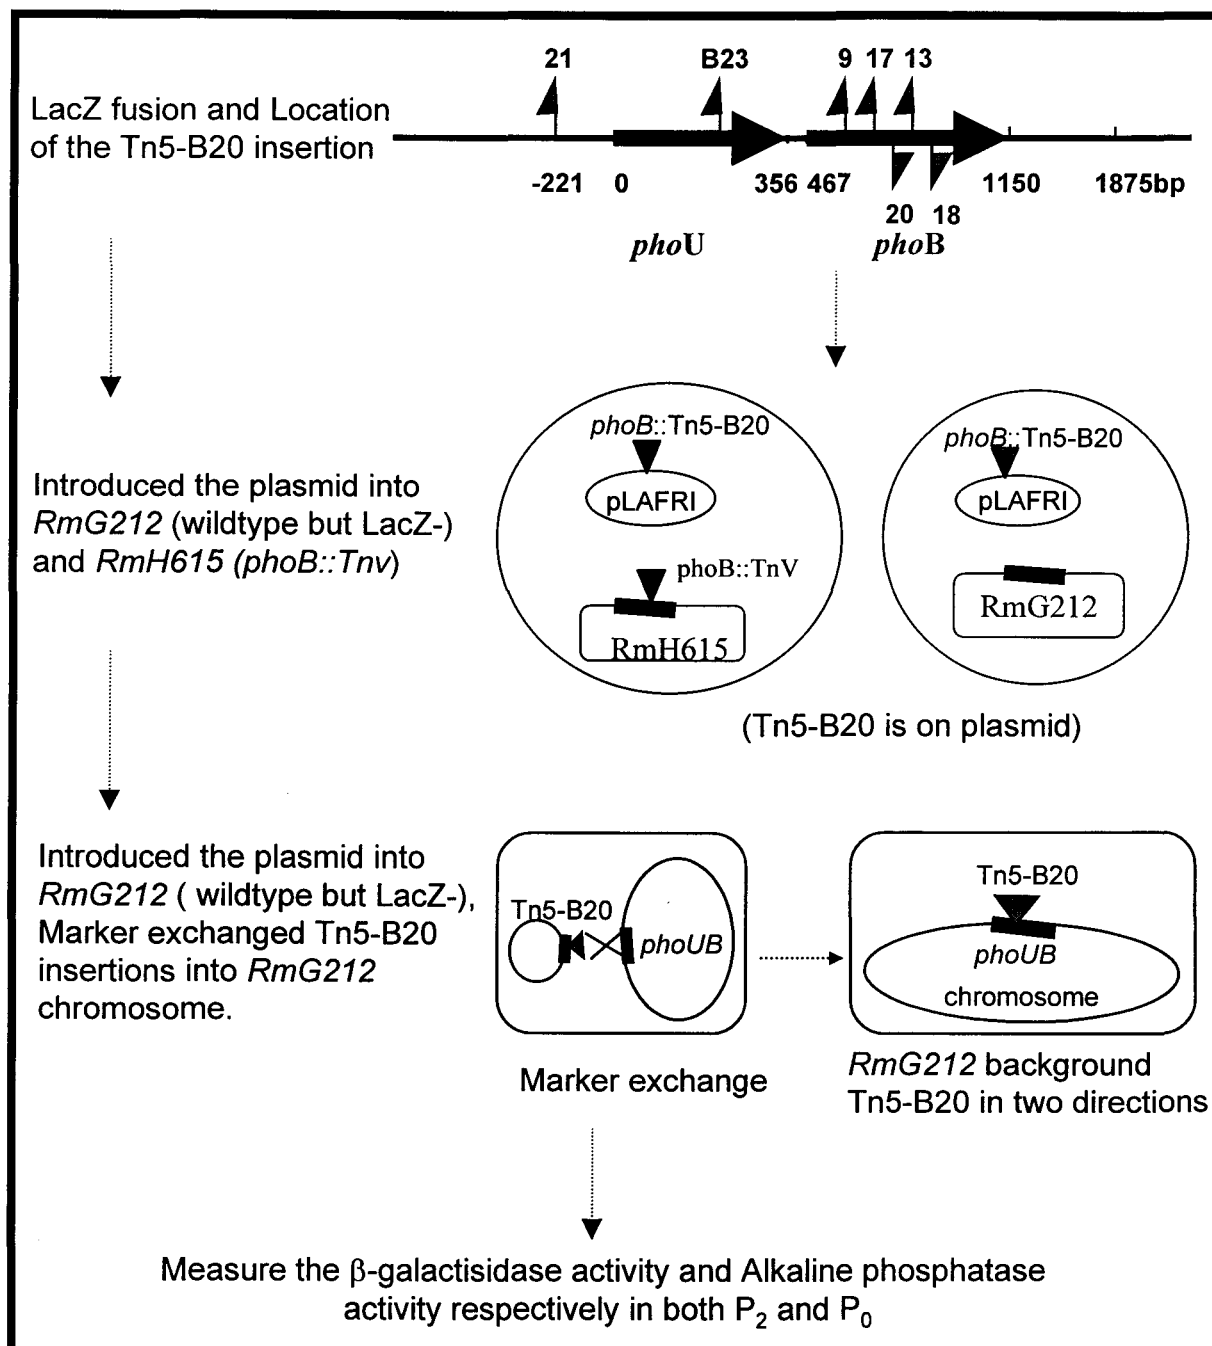 21 B23 9 17 13
LacZ fusion and Location
of the Tn5-B20 insertion
-221 0 356 467 1150 1875bp
20 18
phoU phoB
phoB::Tn5-B20 phoB::Tn5-B20
pLAFRI pLAFRI
Introduced the plasmid into
RmG212 (wildtype but LacZ-)
and RmH615 (phoB::Tnv)
phoB::TnV
RmG212
RmH615
(Tn5-B20 is on plasmid)
Introduced the plasmid into
RmG212 ( wildtype but LacZ-),
Marker exchanged Tn5-B20
insertions into RmG212
chromosome.
Tn5-B20
phoUB
Tn5-B20
phoUB
chromosome
Marker exchange
RmG212 background
Tn5-B20 in two directions
Measure the β-galactisidase activity and Alkaline phosphatase
activity respectively in both P2 and P0